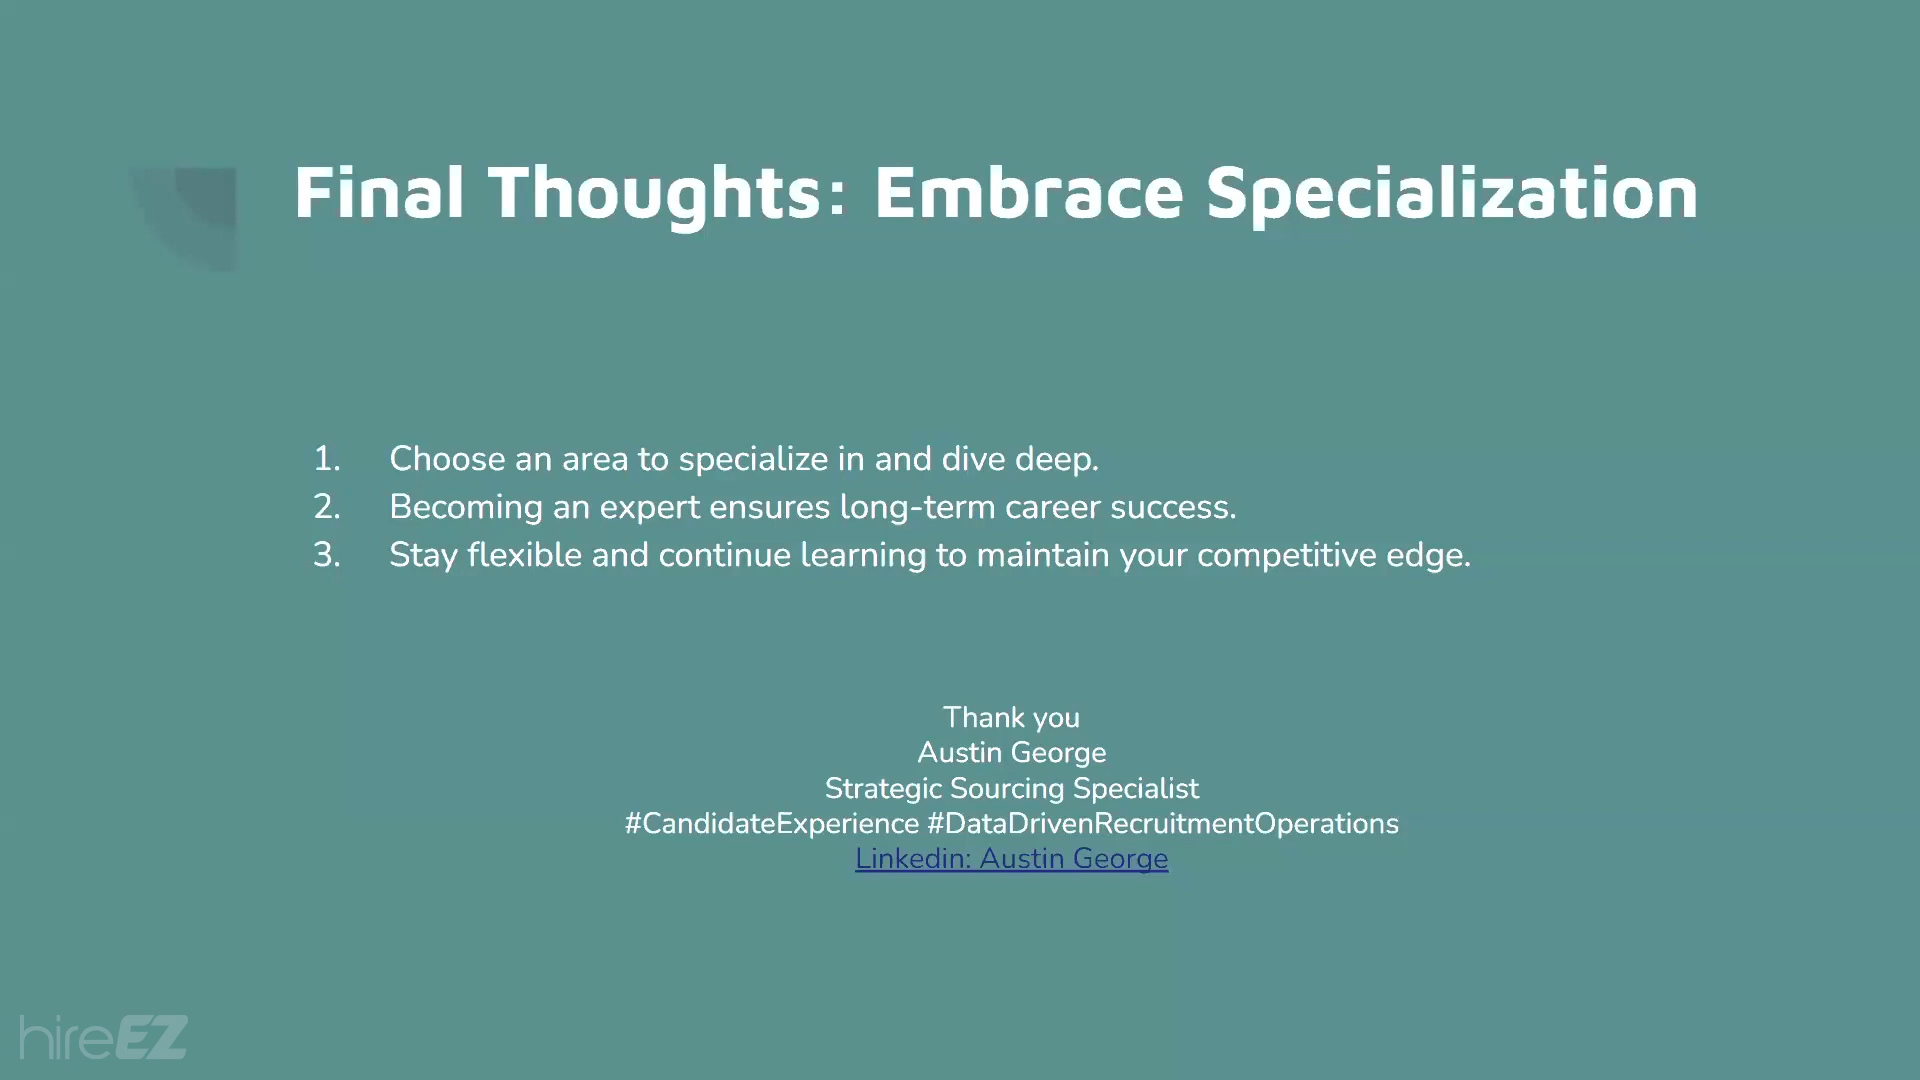 Final Thoughts: Embrace Specialization
1. Choose an area to specialize in and dive deep.
2. Becoming an expert ensures long-term career success.
3. Stay flexible and continue learning to maintain your competitive edge.
Thank you
Austin George
Strategic Sourcing Specialist
#CandidateExperience #DataDrivenRecruitmentOperations
Linkedin: Austin George
hireEZ